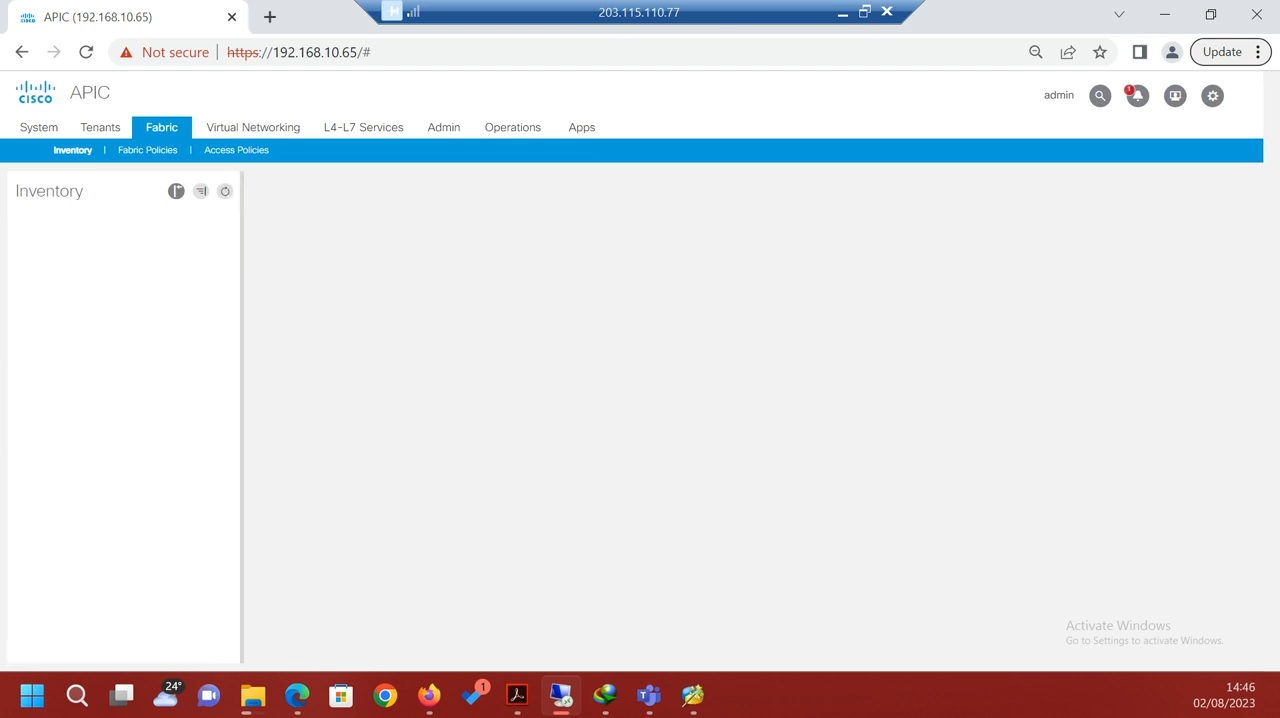 APIC (192.168.10.65)
203.115.110.77
Not secure
https://192.168.10.65/#
Update
CISCO
APIC
admin
1
System Tenants Fabric Virtual Networking L4-L7 Services Admin Operations Apps
Inventory | Fabric Policies | Access Policies
Inventory
Activate Windows
Go to Settings to activate Windows.
24°
1
14:46
02/08/2023